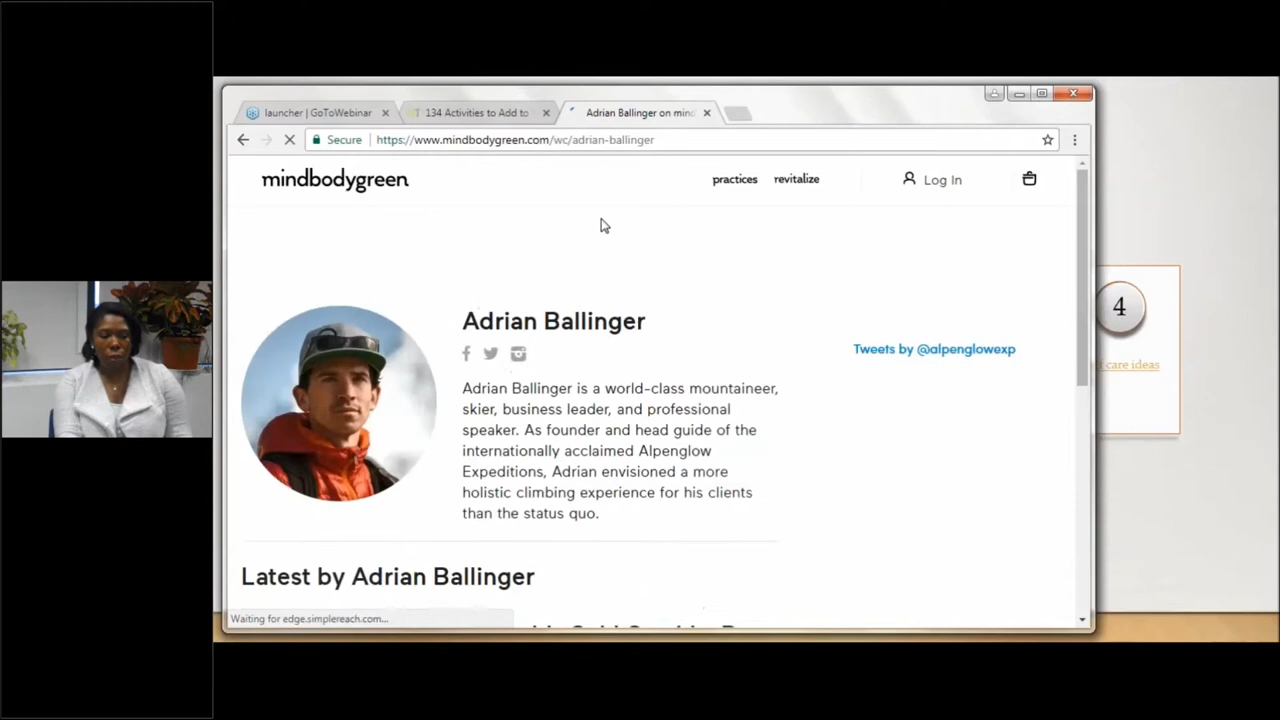 launcher | GoToWebinar
134 Activities to Add to
Adrian Ballinger on mind
Secure
https://www.mindbodygreen.com/wc/adrian-ballinger
mindbodygreen
practices
revitalize
Log In
Adrian Ballinger
Tweets by @alpenglowexp
Adrian Ballinger is a world-class mountaineer,
skier, business leader, and professional
speaker. As founder and head guide of the
internationally acclaimed Alpenglow
Expeditions, Adrian envisioned a more
holistic climbing experience for his clients
than the status quo.
4
care ideas
Latest by Adrian Ballinger
Waiting for edge.simplereach.com...